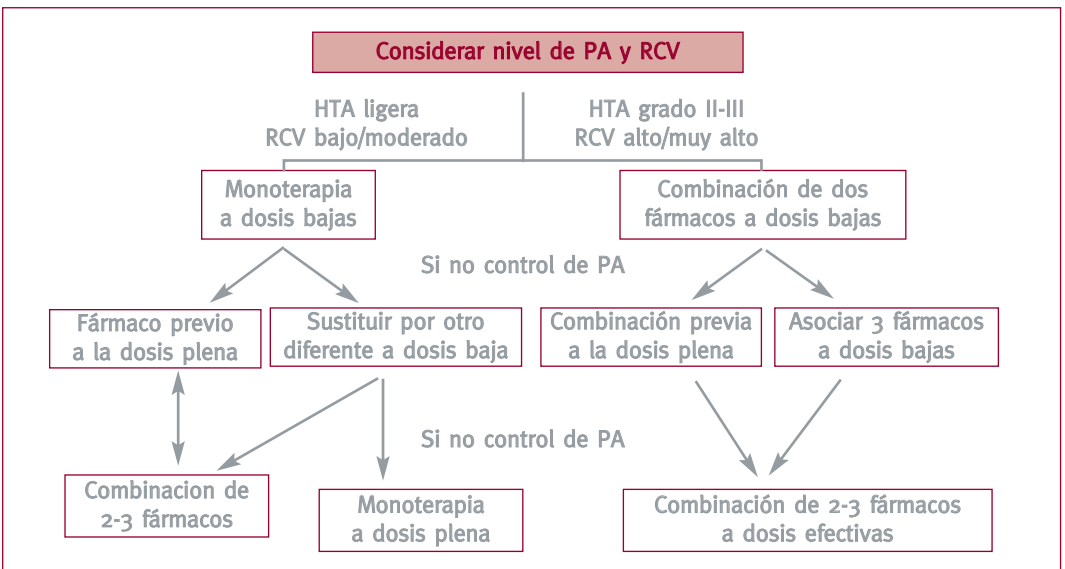 Considerar nivel de PA y RCV
HTA ligera
RCV bajo/moderado
HTA grado II-III
RCV alto/muy alto
Monoterapia
a dosis bajas
Combinación de dos
fármacos a dosis bajas
Si no control de PA
Fármaco previo
a la dosis plena
Sustituir por otro
diferente a dosis baja
Combinación previa
a la dosis plena
Asociar 3 fármacos
a dosis bajas
Si no control de PA
Combinacion de
2-3 fármacos
Monoterapia
a dosis plena
Combinación de 2-3 fármacos
a dosis efectivas